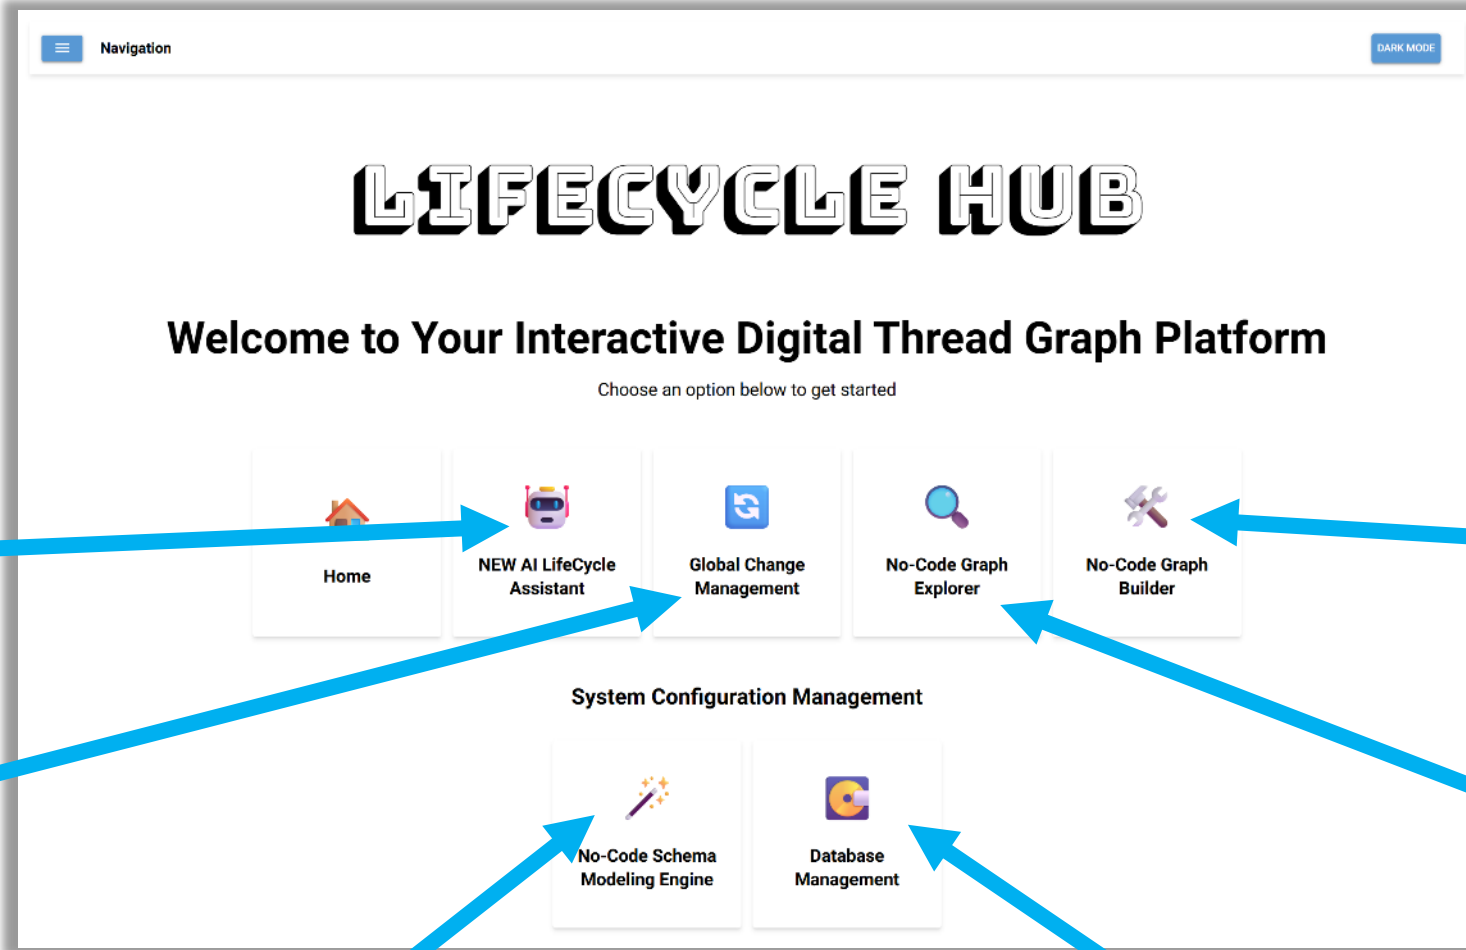 Navigation
DARK MODE
LIFECYCLE HUB
Welcome to Your Interactive Digital Thread Graph Platform
Choose an option below to get started
Home
NEW AI LifeCycle
Assistant
Global Change
Management
No-Code Graph
Explorer
No-Code Graph
Builder
System Configuration Management
No-Code Schema
Modeling Engine
Database
Management